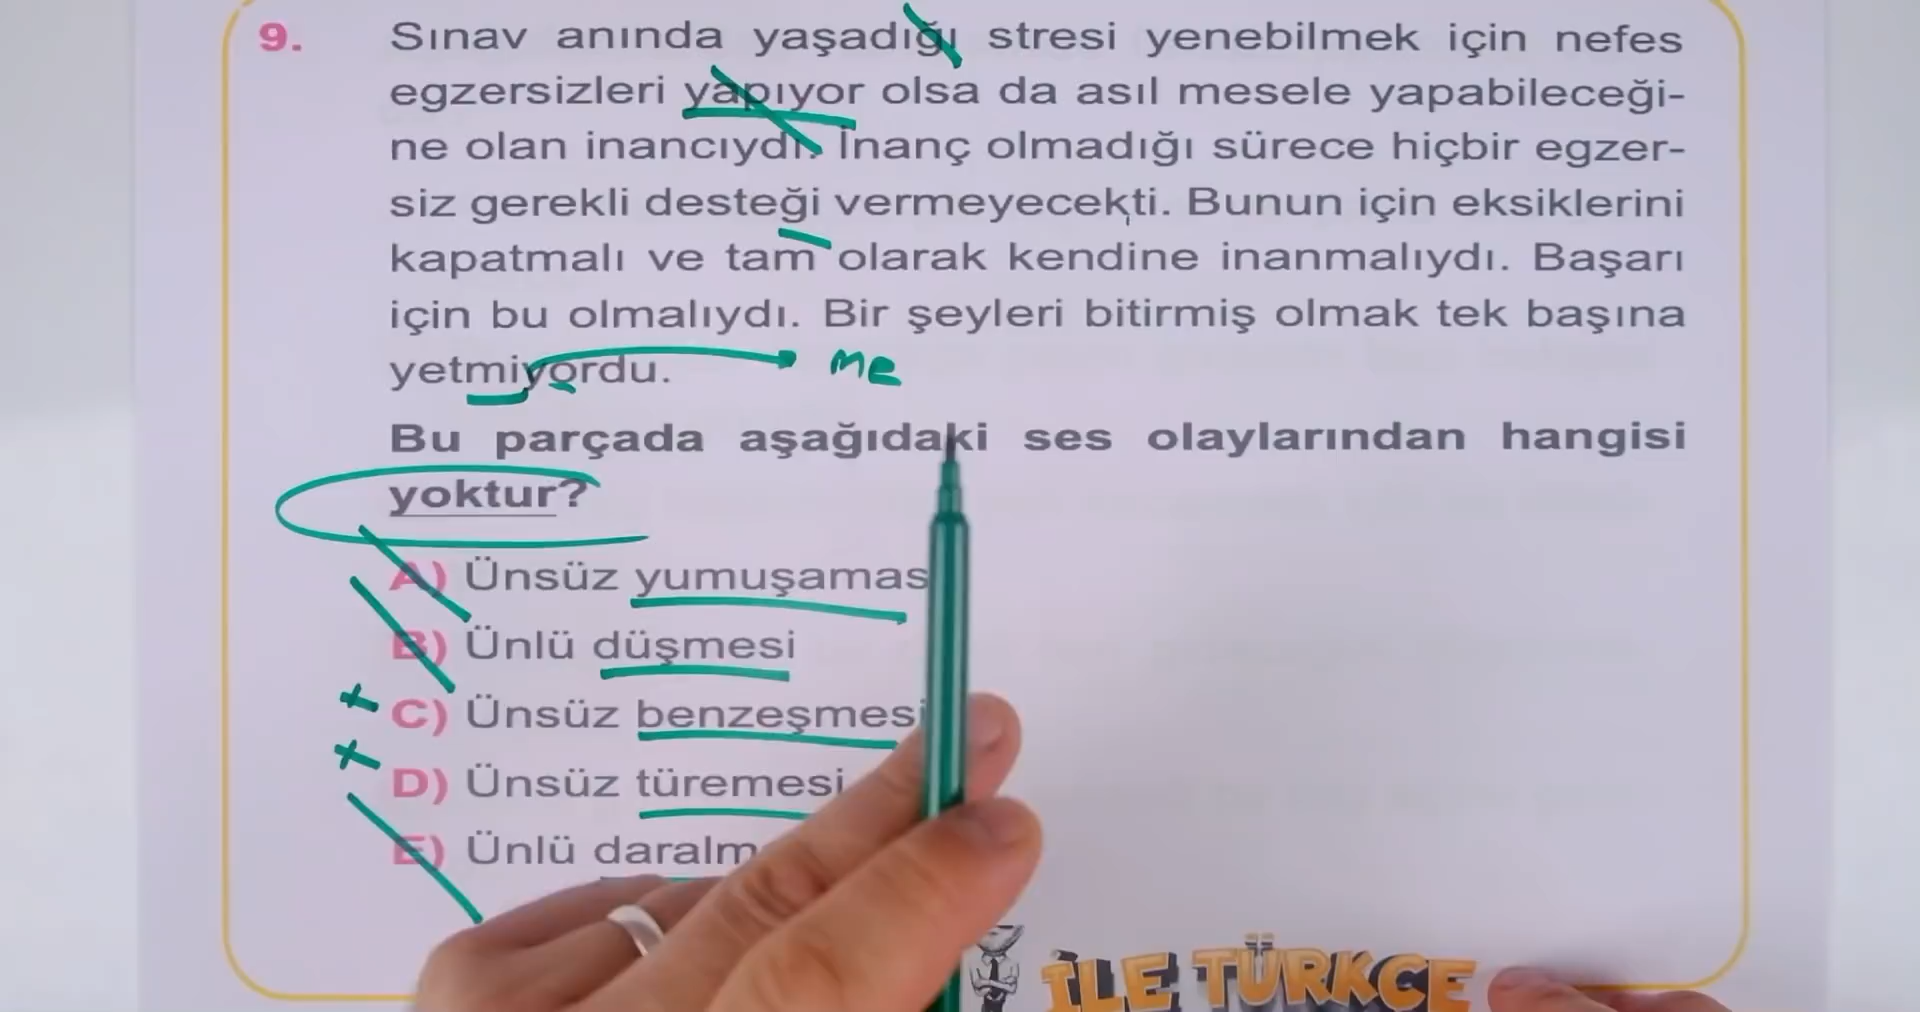 9. Sınav anında yaşadığı stresi yenebilmek için nefes
egzersizleri yapıyor olsa da asıl mesele yapabileceği-
ne olan inancıydı. İnanç olmadığı sürece hiçbir egzer-
siz gerekli desteği vermeyecekti. Bunun için eksiklerini
kapatmalı ve tam olarak kendine inanmalıydı. Başarı
için bu olmalıydı. Bir şeyleri bitirmiş olmak tek başına
yetmiyordu. me
Bu parçada aşağıdaki ses olaylarından hangisi
yoktur?
A) Ünsüz yumuşamas
B) Ünlü düşmesi
+ C) Ünsüz benzeşmesi
+ D) Ünsüz türemesi
E) Ünlü daralm
İLE TÜRKÇE